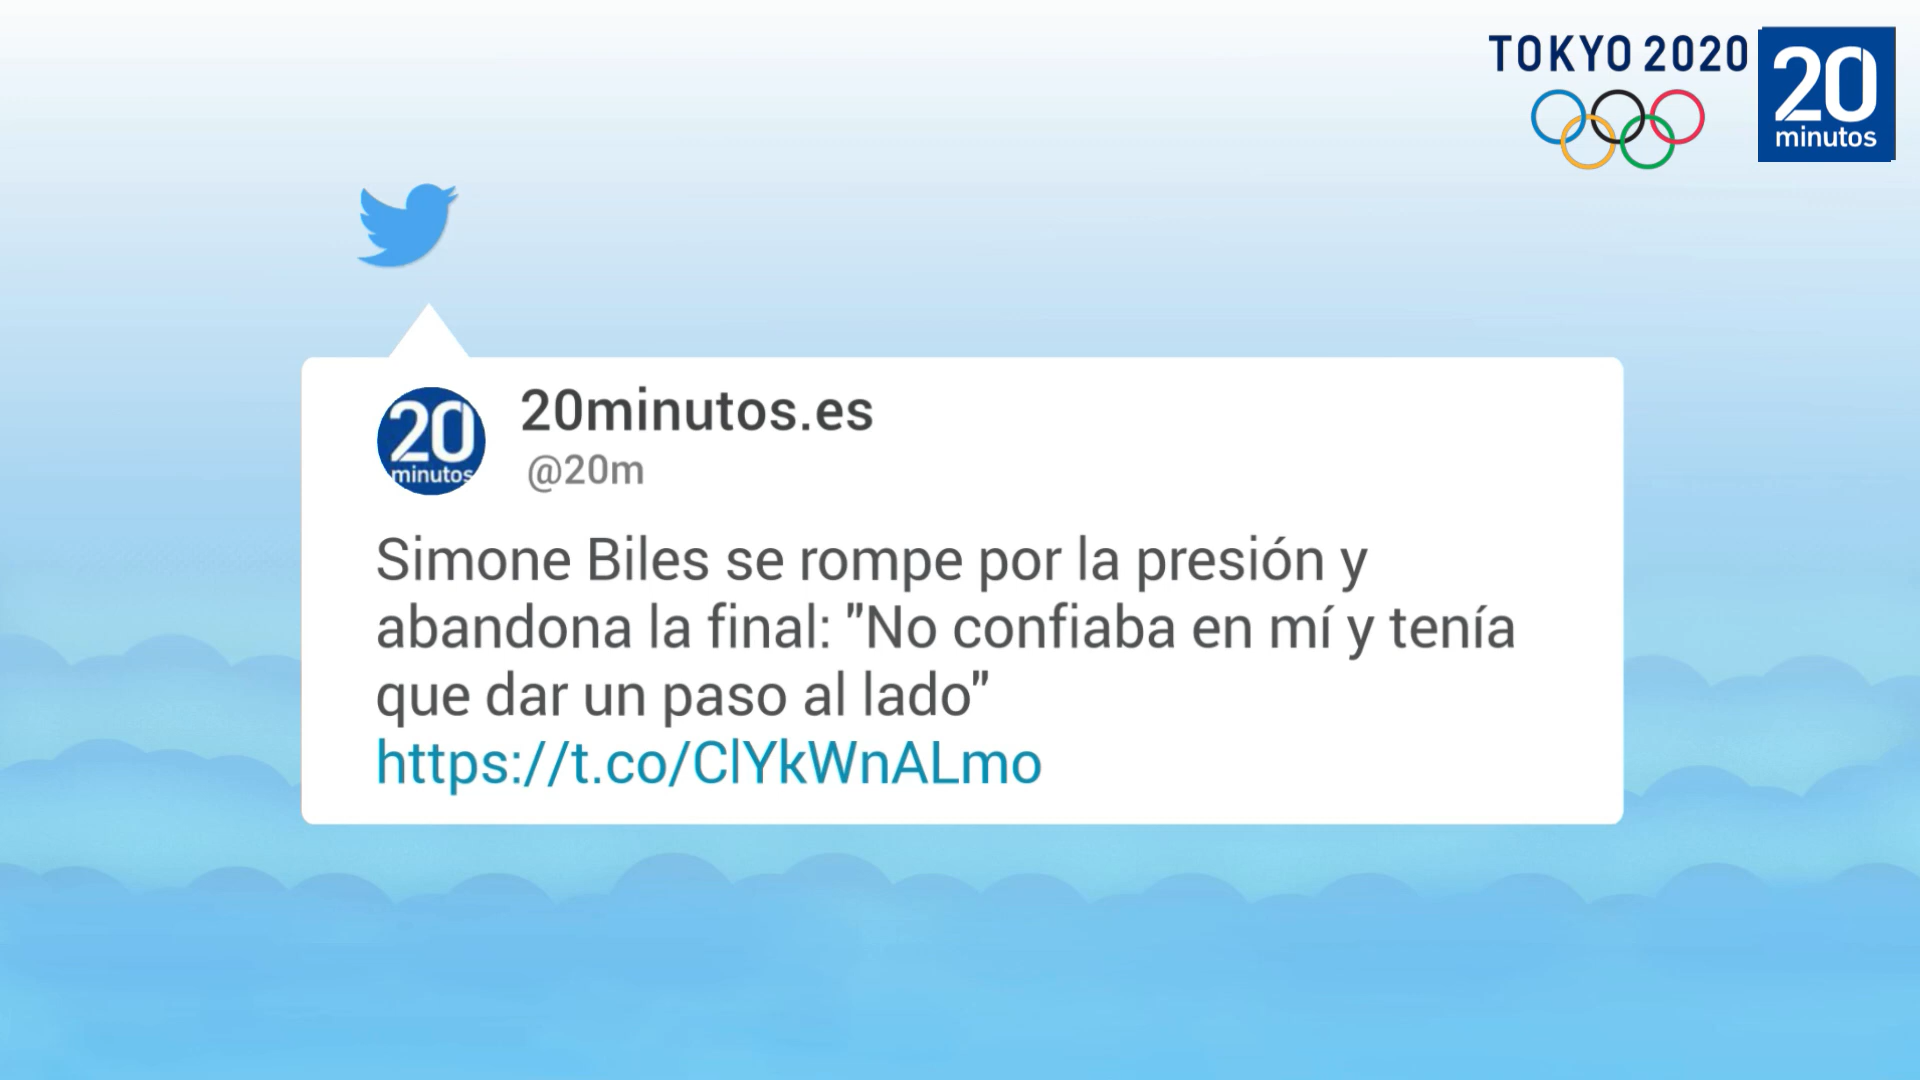 TOKYO 2020
20
minutos
20minutos.es
20
minutos
@20m
Simone Biles se rompe por la presión y
abandona la final: "No confiaba en mí y tenía
que dar un paso al lado"
https://t.co/ClYkWnALmo